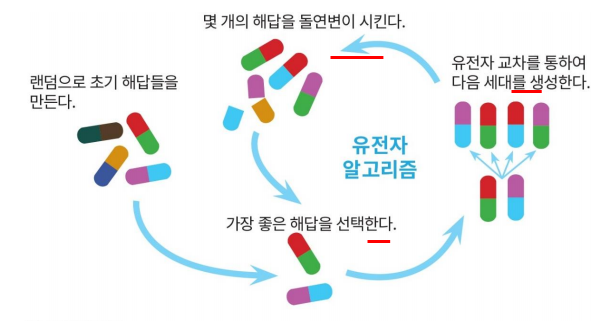 몇 개의 해답을 돌연변이 시킨다.
유전자 교차를 통하여
다음 세대를 생성한다.
랜덤으로 초기 해답들을
만든다.
유전자
알고리즘
가장 좋은 해답을 선택한다.